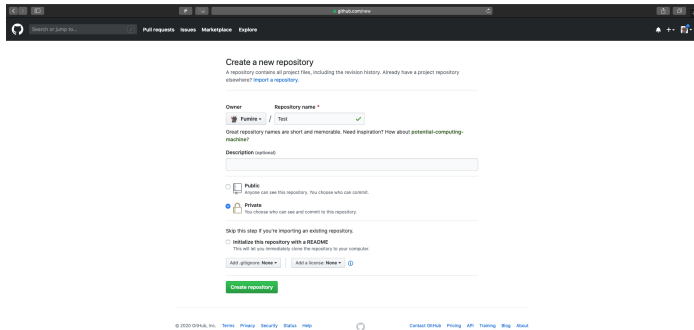 github.com/new
Search or jump to...
/
Pull requests Issues Marketplace Explore
Create a new repository
A repository contains all project files, including the revision history. Already have a project repository
elsewhere? Import a repository.
Owner Repository name *
Fumire / Test
Great repository names are short and memorable. Need inspiration? How about potential-computing-
machine?
Description (optional)
Public
Anyone can see this repository. You choose who can commit.
Private
You choose who can see and commit to this repository.
Skip this step if you're importing an existing repository.
Initialize this repository with a README
This will let you immediately clone the repository to your computer.
Add .gitignore: None Add a license: None
Create repository
© 2020 GitHub, Inc. Terms Privacy Security Status Help Contact GitHub Pricing API Training Blog About